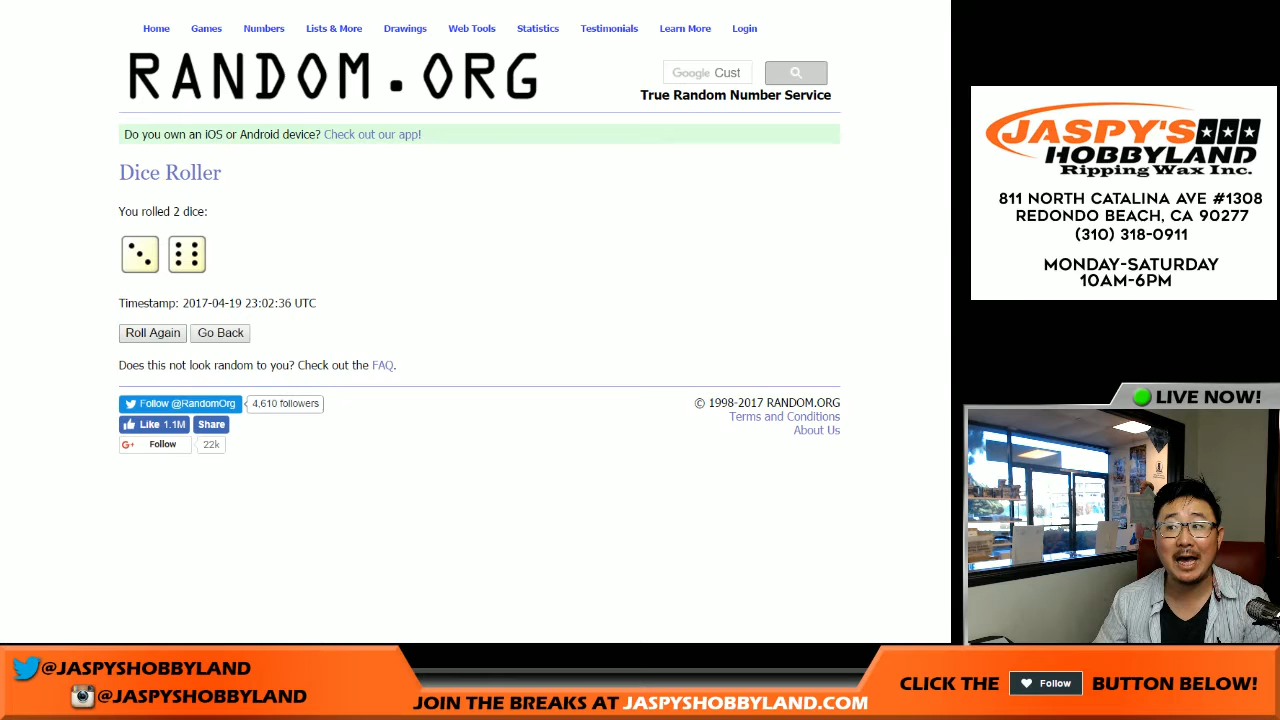 Home Games Numbers Lists & More Drawings Web Tools Statistics Testimonials Learn More Login
RANDOM.ORG
Google Cust
True Random Number Service
Do you own an iOS or Android device? Check out our app!
Dice Roller
You rolled 2 dice:
Timestamp: 2017-04-19 23:02:36 UTC
Roll Again Go Back
Does this not look random to you? Check out the FAQ.
Follow @RandomOrg 4,610 followers
Like 1.1M Share
G+ Follow 22k
© 1998-2017 RANDOM.ORG
Terms and Conditions
About Us
JASPY'S
HOBBYLAND
Ripping Wax Inc.
811 NORTH CATALINA AVE #1308
REDONDO BEACH, CA 90277
(310) 318-0911
MONDAY-SATURDAY
10AM-6PM
LIVE NOW!
@JASPYSHOBBYLAND
@JASPYSHOBBYLAND
JOIN THE BREAKS AT JASPYSHOBBYLAND.COM
CLICK THE Follow BUTTON BELOW!